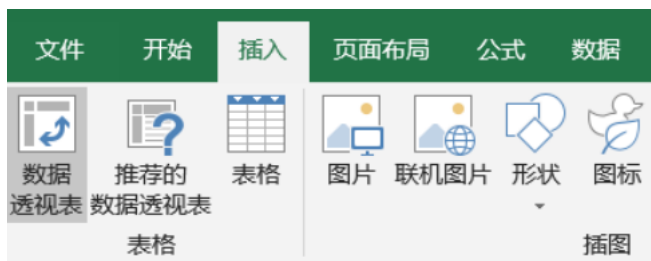 文件 开始 插入 页面布局 公式 数据
数据透视表 推荐的数据透视表 表格 图片 联机图片 形状 图标
表格 插图